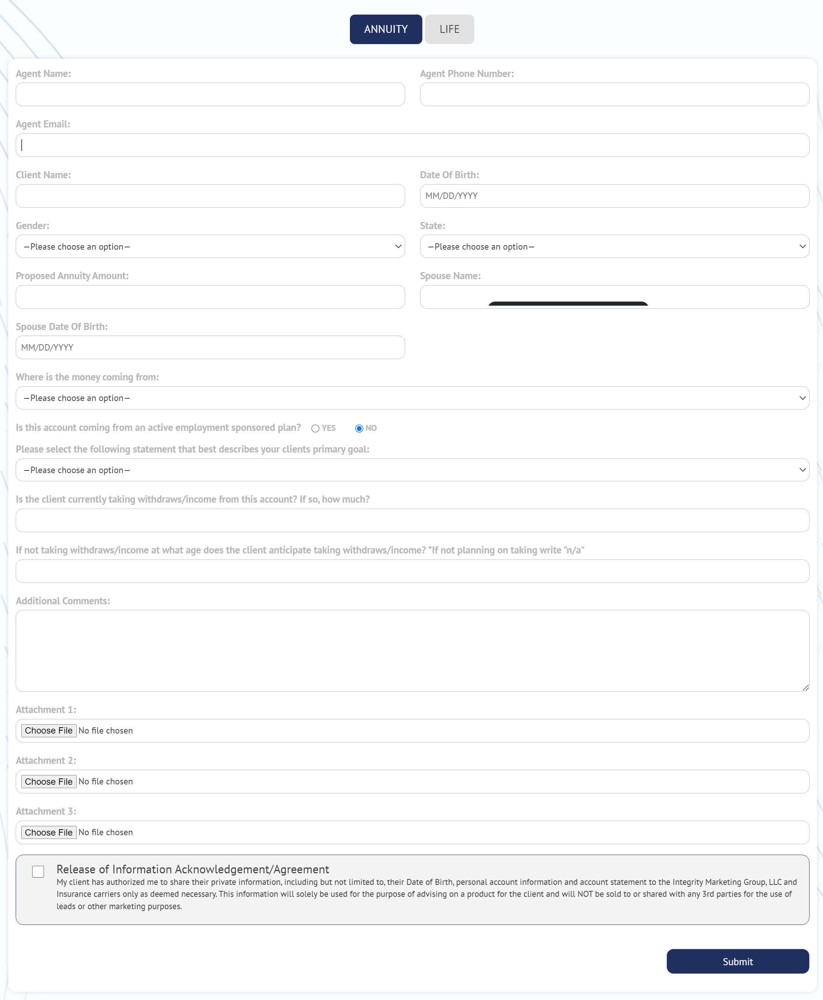 ANNUITY LIFE
Agent Name: Agent Phone Number:
Agent Email:
Client Name: Date Of Birth:
MM/DD/YYYY
Gender: State:
—Please choose an option— —Please choose an option—
Proposed Annuity Amount: Spouse Name:
Spouse Date Of Birth:
MM/DD/YYYY
Where is the money coming from:
—Please choose an option—
Is this account coming from an active employment sponsored plan? YES NO
Please select the following statement that best describes your clients primary goal:
—Please choose an option—
Is the client currently taking withdraws/income from this account? If so, how much?
If not taking withdraws/income at what age does the client anticipate taking withdraws/income? *If not planning on taking write "n/a"
Additional Comments:
Attachment 1:
Choose File No file chosen
Attachment 2:
Choose File No file chosen
Attachment 3:
Choose File No file chosen
Release of Information Acknowledgement/Agreement
My client has authorized me to share their private information, including but not limited to, their Date of Birth, personal account information and account statement to the Integrity Marketing Group, LLC and
Insurance carriers only as deemed necessary. This information will solely be used for the purpose of advising on a product for the client and will NOT be sold to or shared with any 3rd parties for the use of
leads or other marketing purposes.
Submit